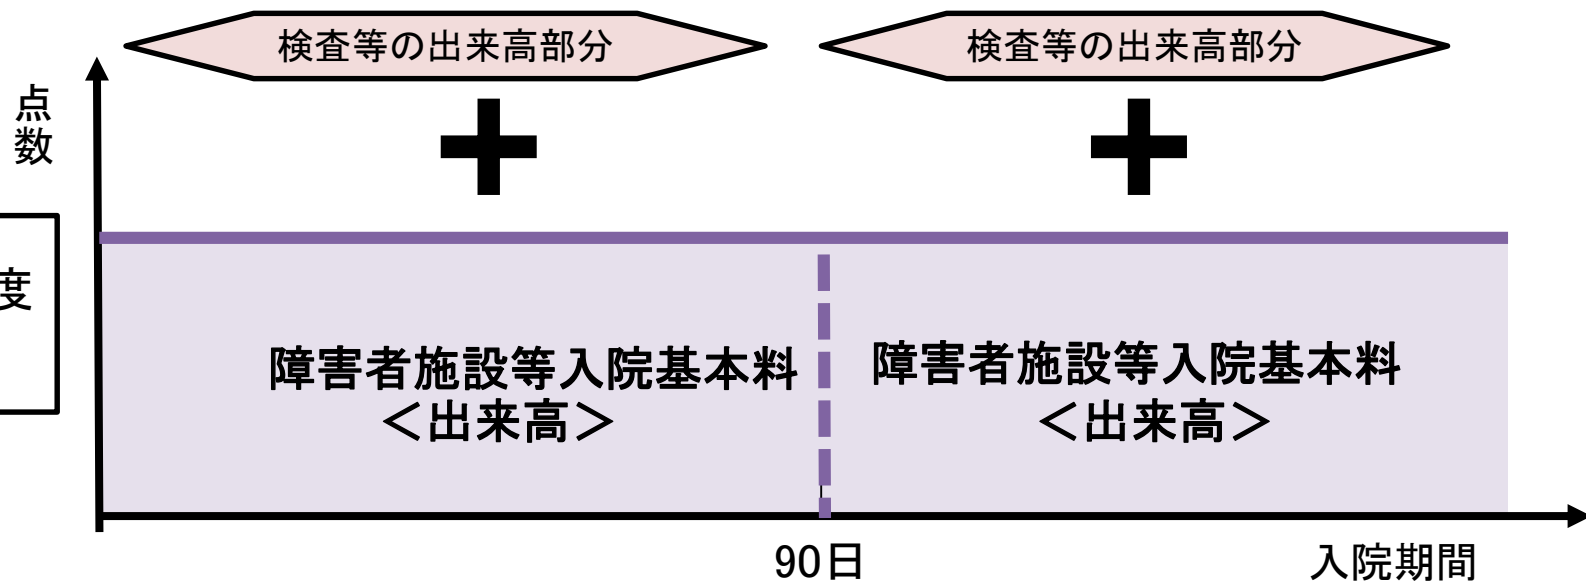 検査等の出来高部分
検査等の出来高部分
点数
度
障害者施設等入院基本料
＜出来高＞
障害者施設等入院基本料
＜出来高＞
90日
入院期間